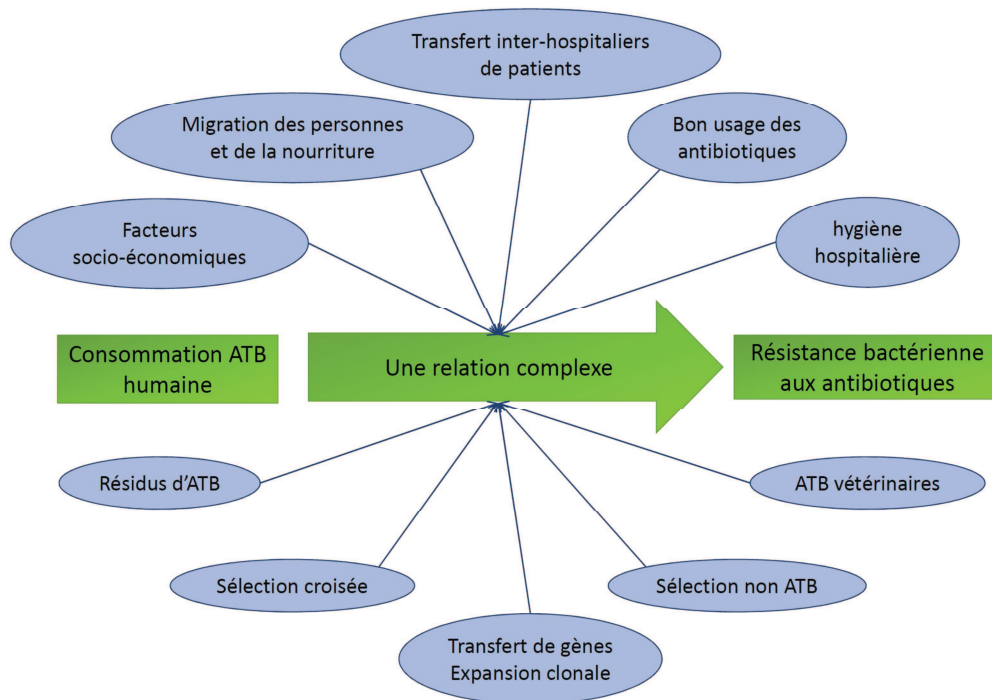 Transfert inter-hospitaliers
de patients
Migration des personnes
et de la nourriture
Bon usage des
antibiotiques
Facteurs
socio-économiques
hygiène
hospitalière
Consommation ATB
humaine
Une relation complexe
Résistance bactérienne
aux antibiotiques
Résidus d'ATB
ATB vétérinaires
Sélection croisée
Sélection non ATB
Transfert de gènes
Expansion clonale